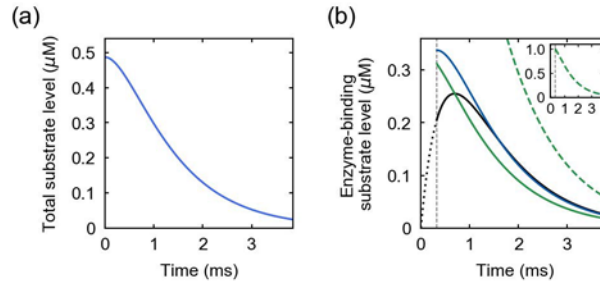 (a)
Total substrate level (μM)
0.5
0.4
0.3
0.2
0.1
0
0
1
2
3
Time (ms)
(b)
Enzyme-binding
substrate level (μM)
0.3
0.2
0.1
0
0
1
2
3
Time (ms)
1.0
0.5
0
0 1 2 3